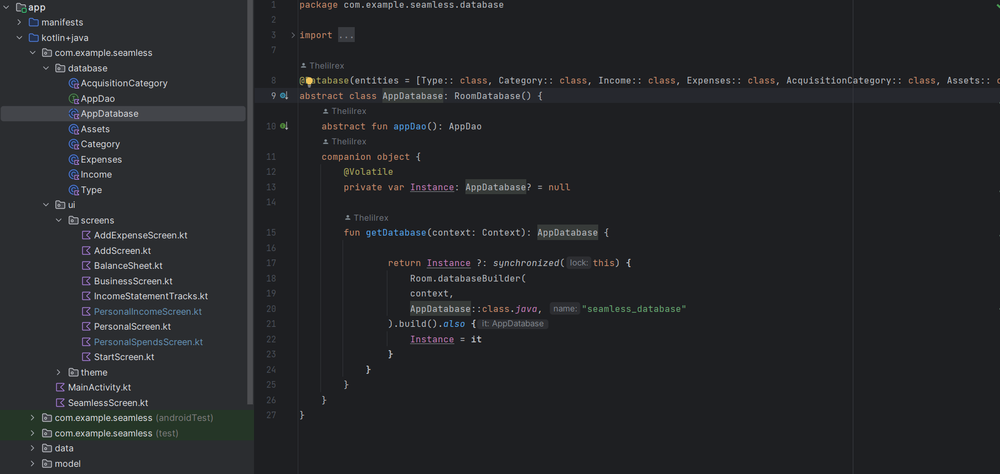 app
manifests
kotlin+java
com.example.seamless
database
AcquisitionCategory
AppDao
AppDatabase
Assets
Category
Expenses
Income
Type
ui
screens
AddExpenseScreen.kt
AddScreen.kt
BalanceSheet.kt
BusinessScreen.kt
IncomeStatementTracks.kt
PersonalIncomeScreen.kt
PersonalScreen.kt
PersonalSpendsScreen.kt
StartScreen.kt
theme
MainActivity.kt
SeamlessScreen.kt
com.example.seamless (androidTest)
com.example.seamless (test)
data
model
1 package com.example.seamless.database
2
3 import ...
7
Thelilrex
8 @Database(entities = [Type:: class, Category:: class, Income:: class, Expenses:: class, AcquisitionCategory:: class, Assets:: c
9 abstract class AppDatabase: RoomDatabase() {
Thelilrex
10 abstract fun appDao(): AppDao
Thelilrex
11 companion object {
12 @Volatile
13 private var Instance: AppDatabase? = null
14
Thelilrex
15 fun getDatabase(context: Context): AppDatabase {
16
17 return Instance ?: synchronized( lock: this) {
18 Room.databaseBuilder(
19 context,
20 AppDatabase::class.java, name: "seamless_database"
21 ).build().also { it: AppDatabase
22 Instance = it
23 }
24 }
25 }
26 }
27 }